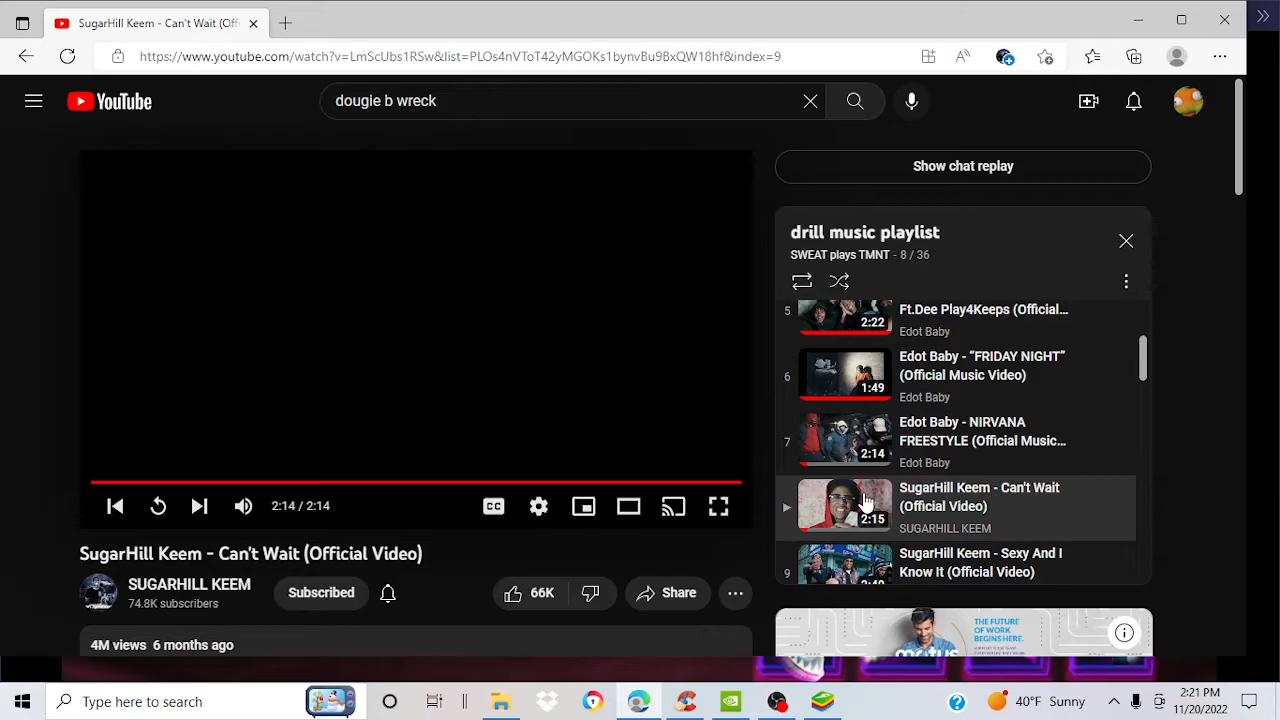 SugarHill Keem - Can't Wait (Offi
https://www.youtube.com/watch?v=LmScUbs1RSw&list=PLOs4nVToT42yMGOKs1bynvBu9BxQW18hf&index=9
YouTube
dougie b wreck
Show chat replay
drill music playlist
SWEAT plays TMNT - 8 / 36
5
2:22
Ft.Dee Play4Keeps (Official...
Edot Baby
6
1:49
Edot Baby - “FRIDAY NIGHT”
(Official Music Video)
Edot Baby
7
2:14
Edot Baby - NIRVANA
FREESTYLE (Official Music...
Edot Baby
2:15
SugarHill Keem - Can't Wait
(Official Video)
SUGARHILL KEEM
9
SugarHill Keem - Sexy And I
Know It (Official Video)
2:14 / 2:14
CC
SugarHill Keem - Can't Wait (Official Video)
SUGARHILL KEEM
74.8K subscribers
Subscribed
66K
Share
4M views 6 months ago
THE FUTURE
OF WORK
BEGINS HERE.
Type here to search
40°F Sunny
2:21 PM
11/20/2022